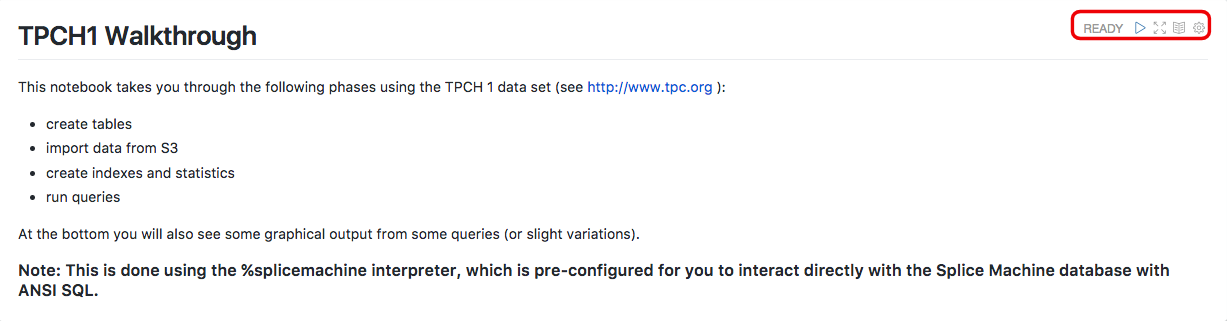 TPCH1 Walkthrough
READY
This notebook takes you through the following phases using the TPCH 1 data set (see http://www.tpc.org ):
• create tables
• import data from S3
• create indexes and statistics
• run queries
At the bottom you will also see some graphical output from some queries (or slight variations).
Note: This is done using the %splicemachine interpreter, which is pre-configured for you to interact directly with the Splice Machine database with
ANSI SQL.